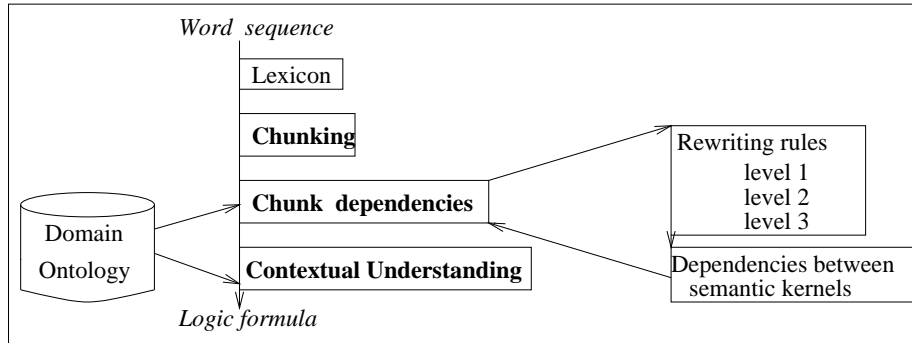 Word sequence
Lexicon
Chunking
Chunk dependencies
Contextual Understanding
Logic formula
Domain
Ontology
Rewriting rules
level 1
level 2
level 3
Dependencies between
semantic kernels